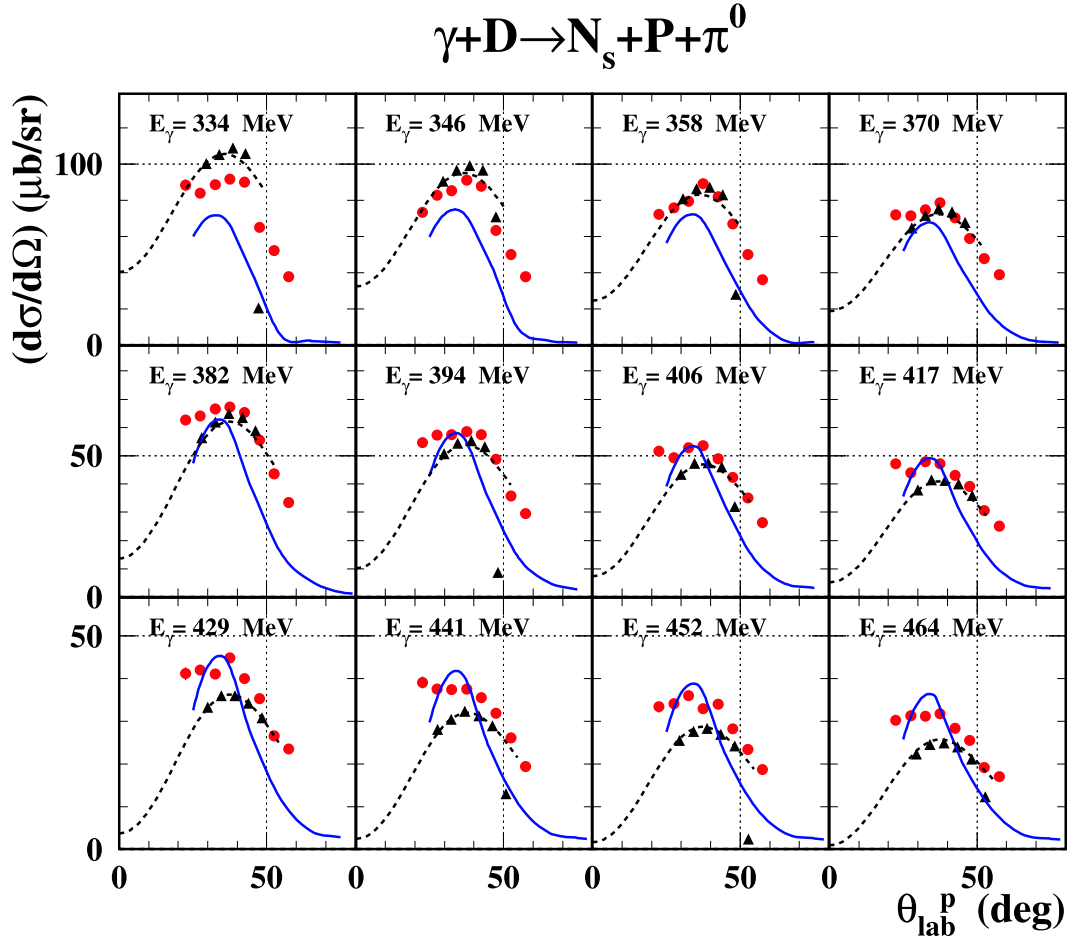 γ+D→Nₛ+P+π⁰
(dσ/dΩ) (μb/sr)
E_γ= 334 MeV
E_γ= 346 MeV
E_γ= 358 MeV
E_γ= 370 MeV
100
0
E_γ= 382 MeV
E_γ= 394 MeV
E_γ= 406 MeV
E_γ= 417 MeV
50
0
E_γ= 429 MeV
E_γ= 441 MeV
E_γ= 452 MeV
E_γ= 464 MeV
50
0
0 50 0 50 0 50 0 50
θ_lab^p (deg)